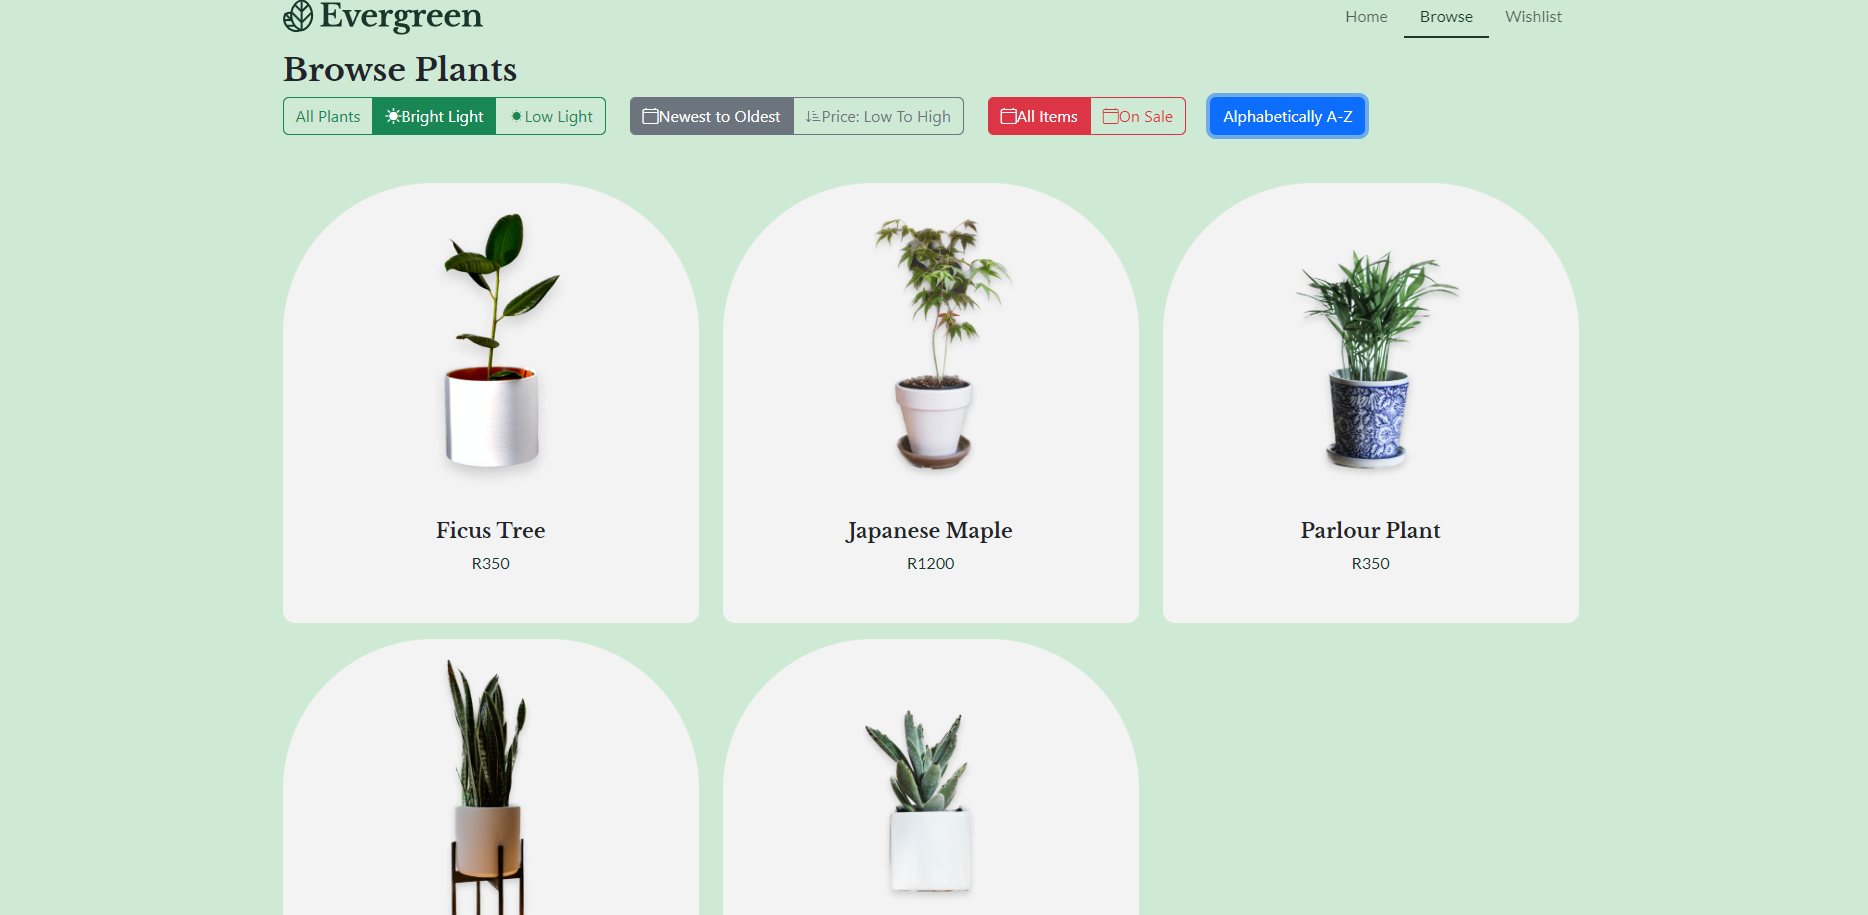 Evergreen
Home Browse Wishlist
Browse Plants
All Plants Bright Light Low Light Newest to Oldest Price: Low To High All Items On Sale Alphabetically A-Z
Ficus Tree Japanese Maple Parlour Plant
R350 R1200 R350